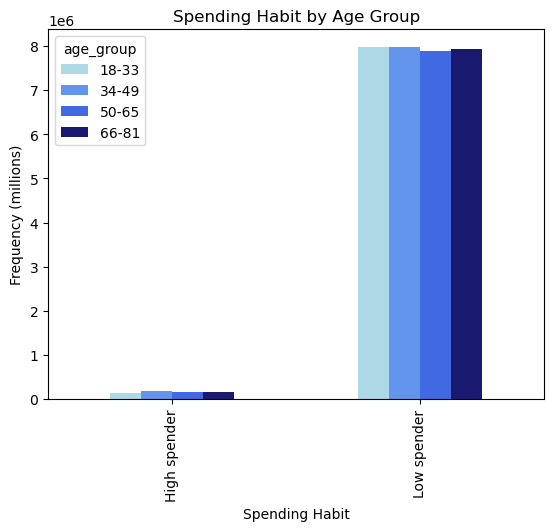 Spending Habit by Age Group
1e6
age_group
18-33
34-49
50-65
66-81
Frequency (millions)
8
7
6
5
4
3
2
1
0
High spender
Low spender
Spending Habit